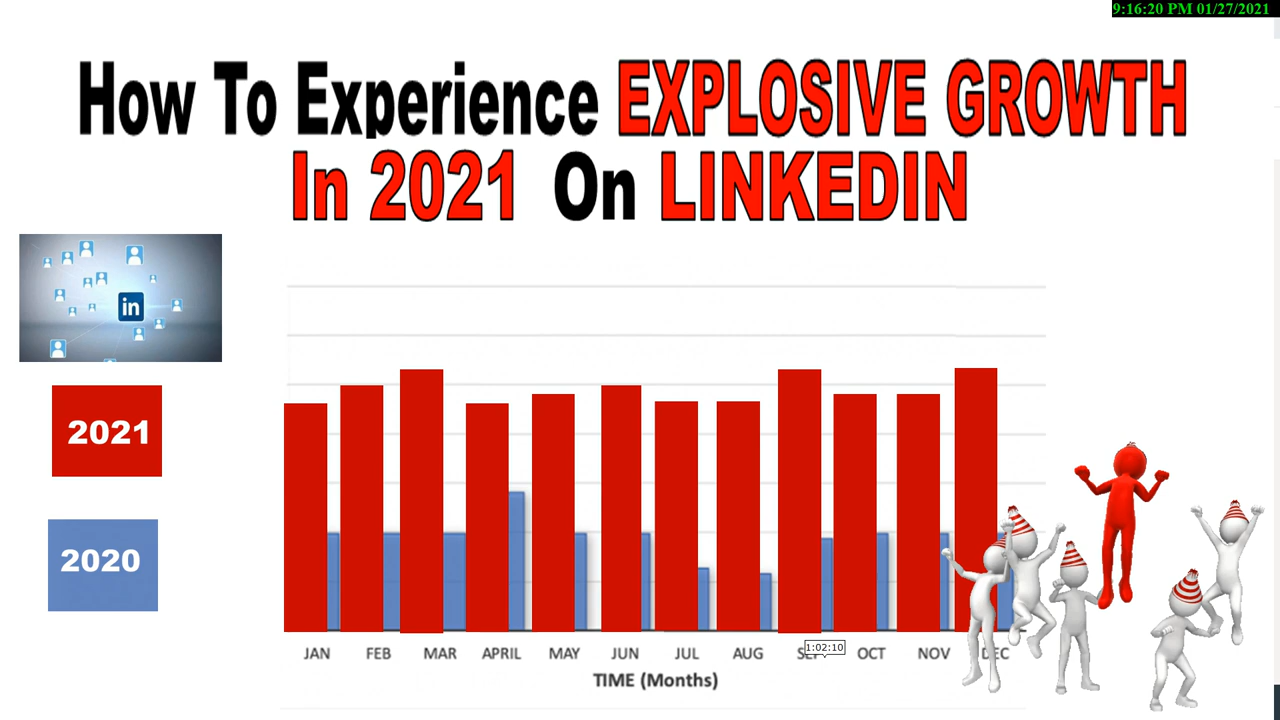 9:16:20 PM 01/27/2021
How To Experience EXPLOSIVE GROWTH
In 2021 On LINKEDIN
in
2021
2020
JAN FEB MAR APRIL MAY JUN JUL AUG SEPT OCT NOV DEC
1:02:10
TIME (Months)